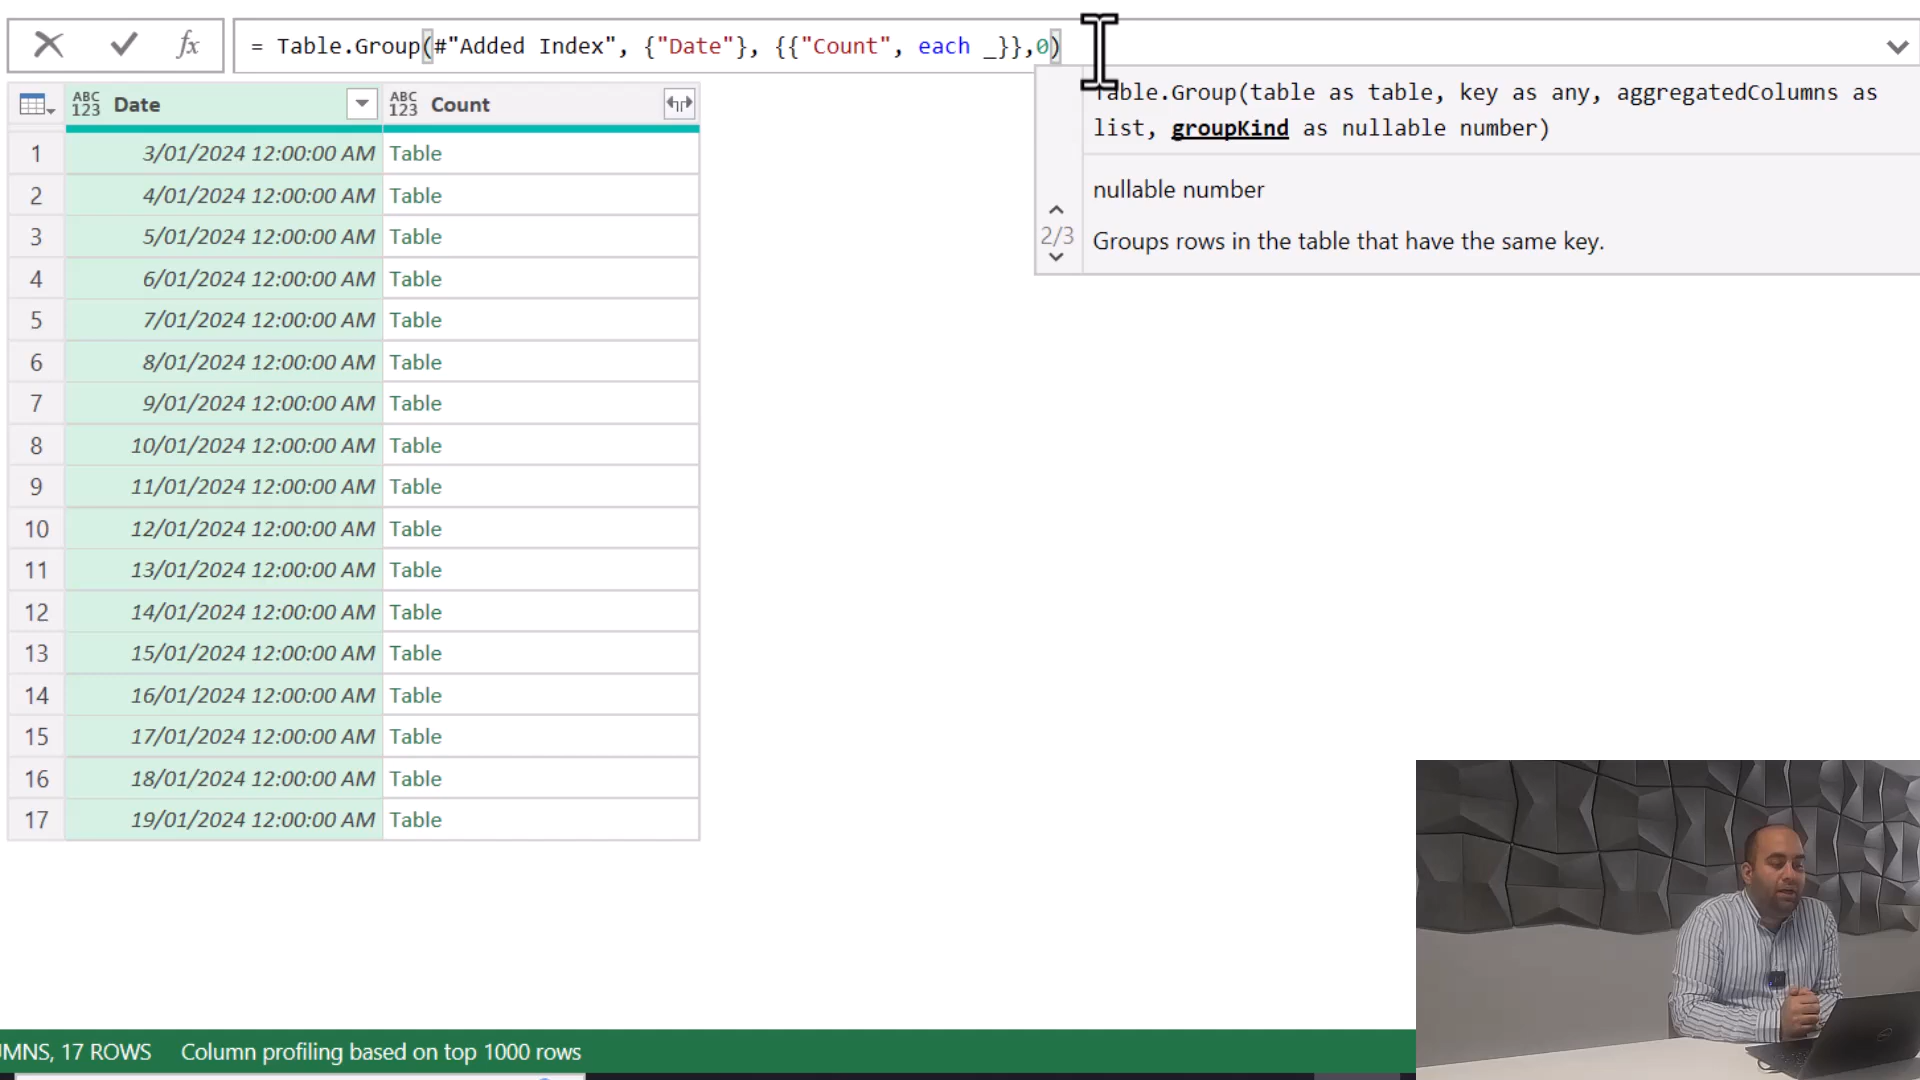 fx = Table.Group(#"Added Index", {"Date"}, {{"Count", each _}},0)
Table.Group(table as table, key as any, aggregatedColumns as
list, groupKind as nullable number)
nullable number
2/3
Groups rows in the table that have the same key.
ABC
123 Date ABC
123 Count
1 3/01/2024 12:00:00 AM Table
2 4/01/2024 12:00:00 AM Table
3 5/01/2024 12:00:00 AM Table
4 6/01/2024 12:00:00 AM Table
5 7/01/2024 12:00:00 AM Table
6 8/01/2024 12:00:00 AM Table
7 9/01/2024 12:00:00 AM Table
8 10/01/2024 12:00:00 AM Table
9 11/01/2024 12:00:00 AM Table
10 12/01/2024 12:00:00 AM Table
11 13/01/2024 12:00:00 AM Table
12 14/01/2024 12:00:00 AM Table
13 15/01/2024 12:00:00 AM Table
14 16/01/2024 12:00:00 AM Table
15 17/01/2024 12:00:00 AM Table
16 18/01/2024 12:00:00 AM Table
17 19/01/2024 12:00:00 AM Table
UMNS, 17 ROWS Column profiling based on top 1000 rows